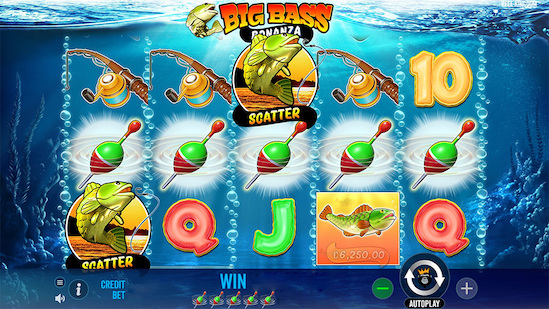 BIG BASS
BONANZA
10
SCATTER
Q
J
₺6,250.00
Q
SCATTER
CREDIT
BET
WIN
AUTOPLAY